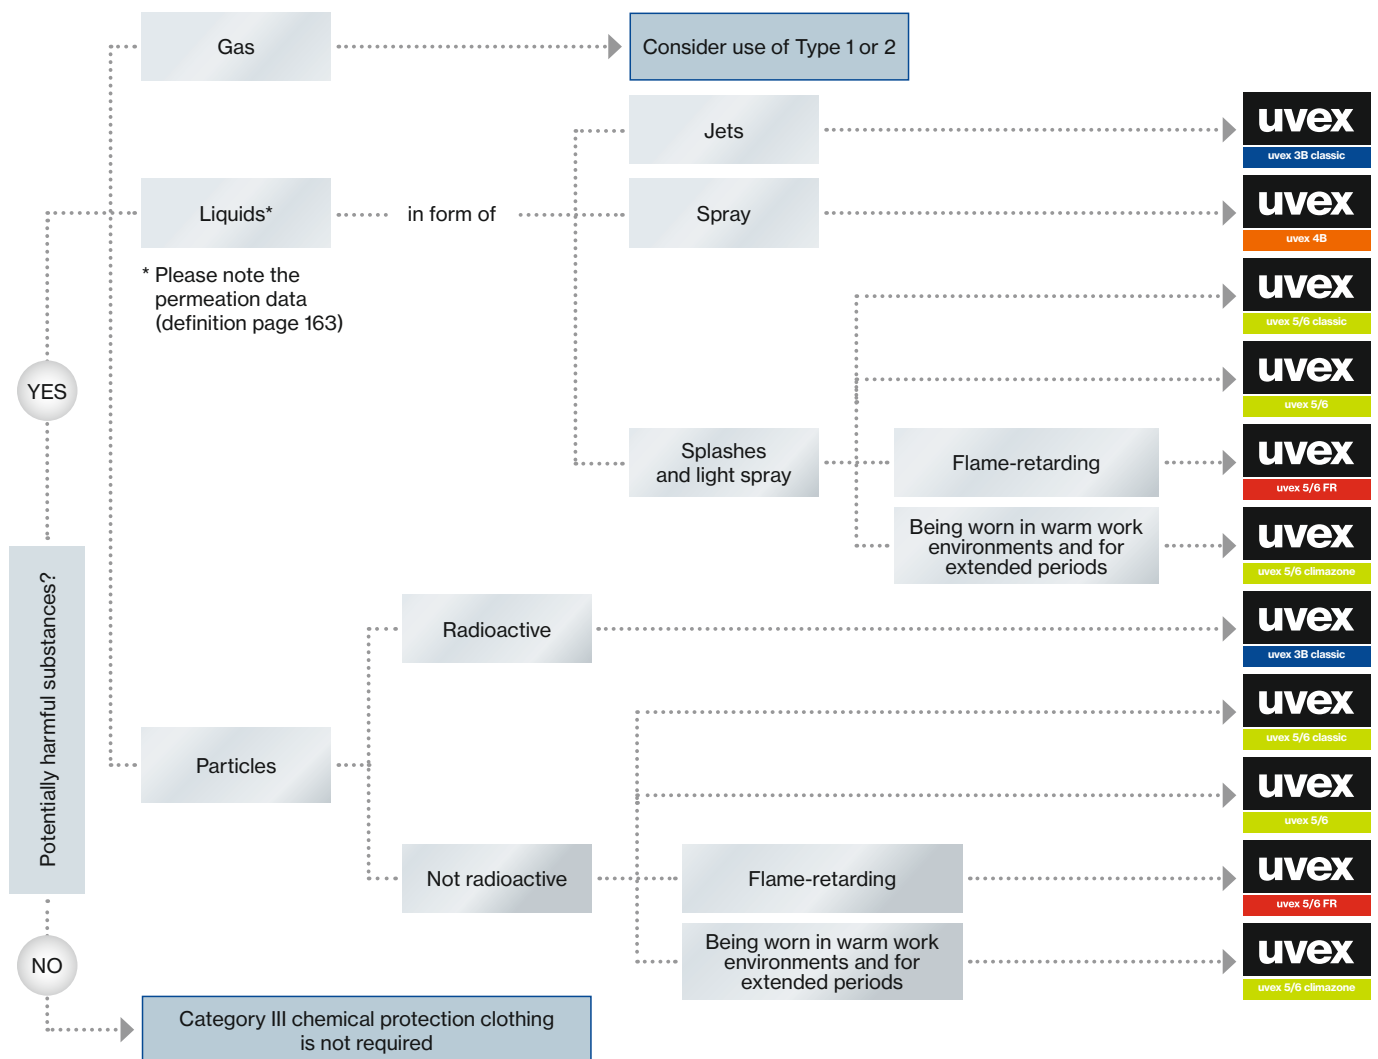 Gas
Consider use of Type 1 or 2
Jets
uvex
uvex 3B classic
Liquids*
in form of
Spray
uvex
uvex 4B
* Please note the
permeation data
(definition page 163)
uvex
uvex 5/6 classic
uvex
uvex 5/6
YES
Splashes
and light spray
Flame-retarding
uvex
uvex 5/6 FR
Being worn in warm work
environments and for
extended periods
uvex
uvex 5/6 climazone
Potentially harmful substances?
Radioactive
uvex
uvex 3B classic
uvex
uvex 5/6 classic
Particles
uvex
uvex 5/6
Not radioactive
Flame-retarding
uvex
uvex 5/6 FR
Being worn in warm work
environments and for
extended periods
uvex
uvex 5/6 climazone
NO
Category III chemical protection clothing
is not required